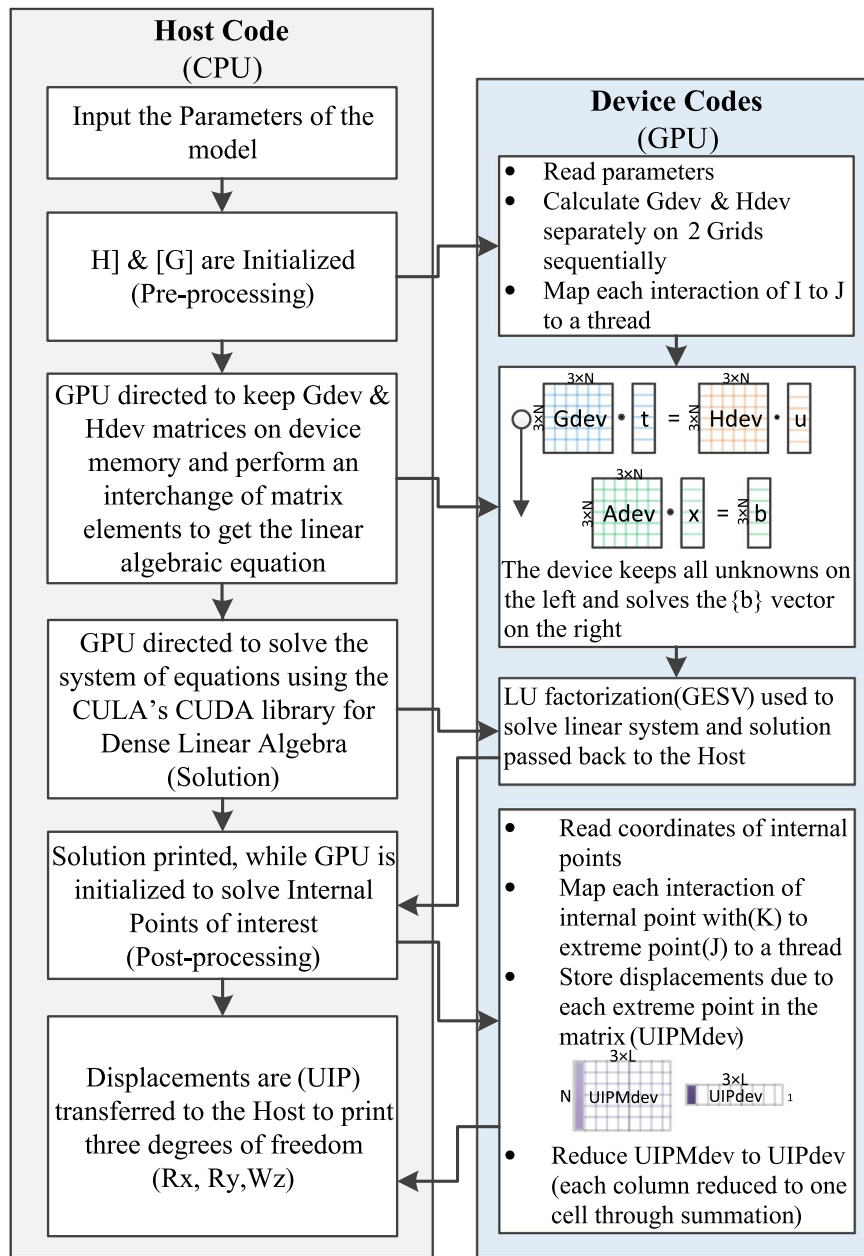 Host Code
(CPU)
Input the Parameters of the
model
H] & [G] are Initialized
(Pre-processing)
GPU directed to keep Gdev &
Hdev matrices on device
memory and perform an
interchange of matrix
elements to get the linear
algebraic equation
GPU directed to solve the
system of equations using the
CULA's CUDA library for
Dense Linear Algebra
(Solution)
Solution printed, while GPU is
initialized to solve Internal
Points of interest
(Post-processing)
Displacements are (UIP)
transferred to the Host to print
three degrees of freedom
(Rx, Ry,Wz)
Device Codes
(GPU)
• Read parameters
• Calculate Gdev & Hdev
separately on 2 Grids
sequentially
• Map each interaction of I to J
to a thread
3×N 3×N
3×N Gdev • t = 3×N Hdev • u
3×N
3×N Adev • x = 3×N b
The device keeps all unknowns on
the left and solves the {b} vector
on the right
LU factorization(GESV) used to
solve linear system and solution
passed back to the Host
• Read coordinates of internal
points
• Map each interaction of
internal point with(K) to
extreme point(J) to a thread
• Store displacements due to
each extreme point in the
matrix (UIPMdev)
3×L 3×L
N UIPMdev UIPdev 1
• Reduce UIPMdev to UIPdev
(each column reduced to one
cell through summation)